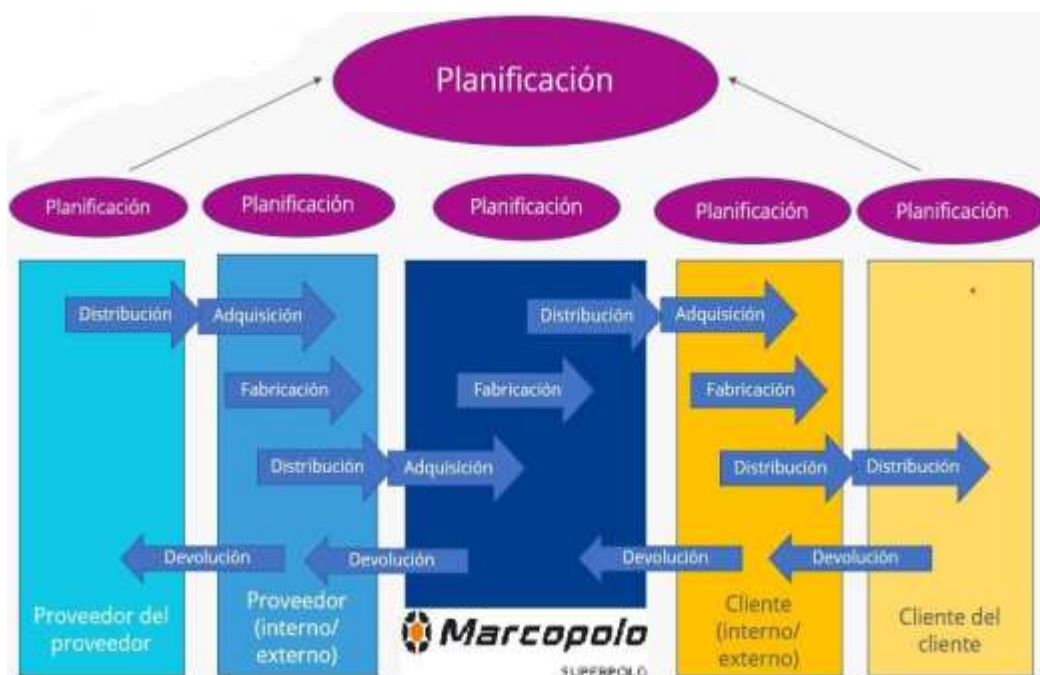 Planificación
Planificación
Planificación
Planificación
Planificación
Planificación
Distribución
Adquisición
Distribución
Adquisición
Fabricación
Fabricación
Fabricación
Distribución
Adquisición
Distribución
Distribución
Devolución
Devolución
Devolución
Devolución
Proveedor del
proveedor
Proveedor
(interno/
externo)
Marcopolo
SUPERPOLO
Cliente
(interno/
externo)
Cliente del
cliente